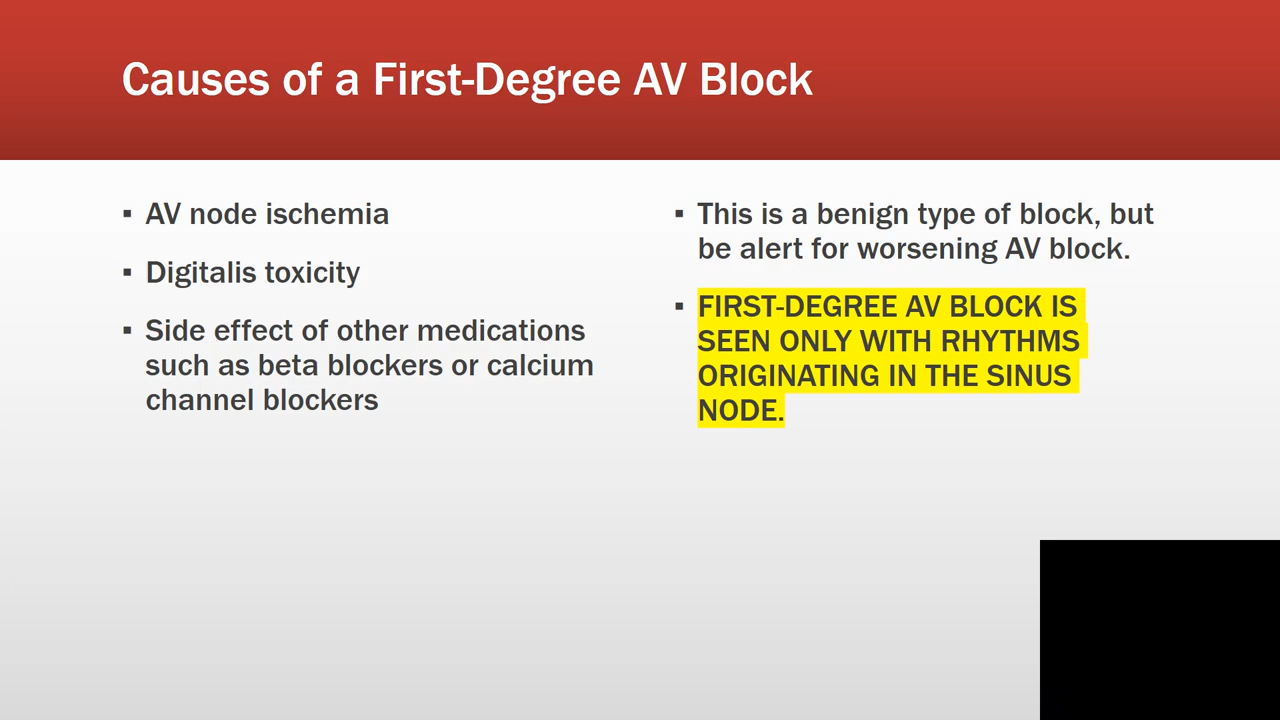 Causes of a First-Degree AV Block
▪ AV node ischemia
▪ Digitalis toxicity
▪ Side effect of other medications
such as beta blockers or calcium
channel blockers
▪ This is a benign type of block, but
be alert for worsening AV block.
▪ FIRST-DEGREE AV BLOCK IS
SEEN ONLY WITH RHYTHMS
ORIGINATING IN THE SINUS
NODE.